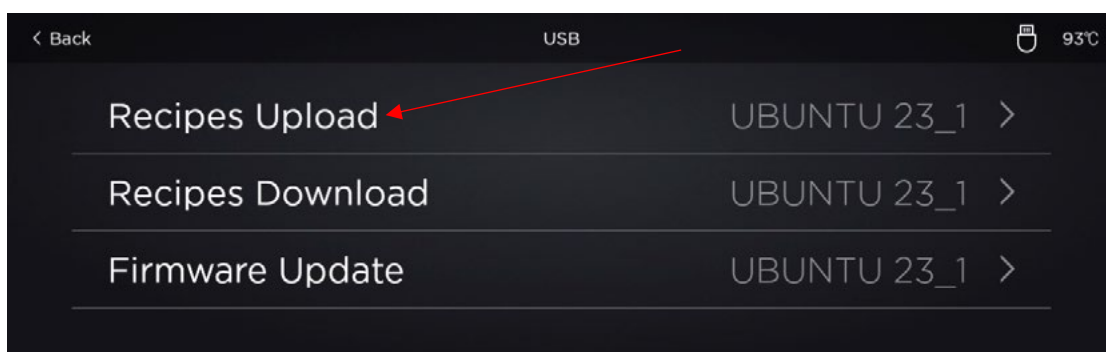 < Back USB 93°C
Recipes Upload UBUNTU 23_1 >
Recipes Download UBUNTU 23_1 >
Firmware Update UBUNTU 23_1 >